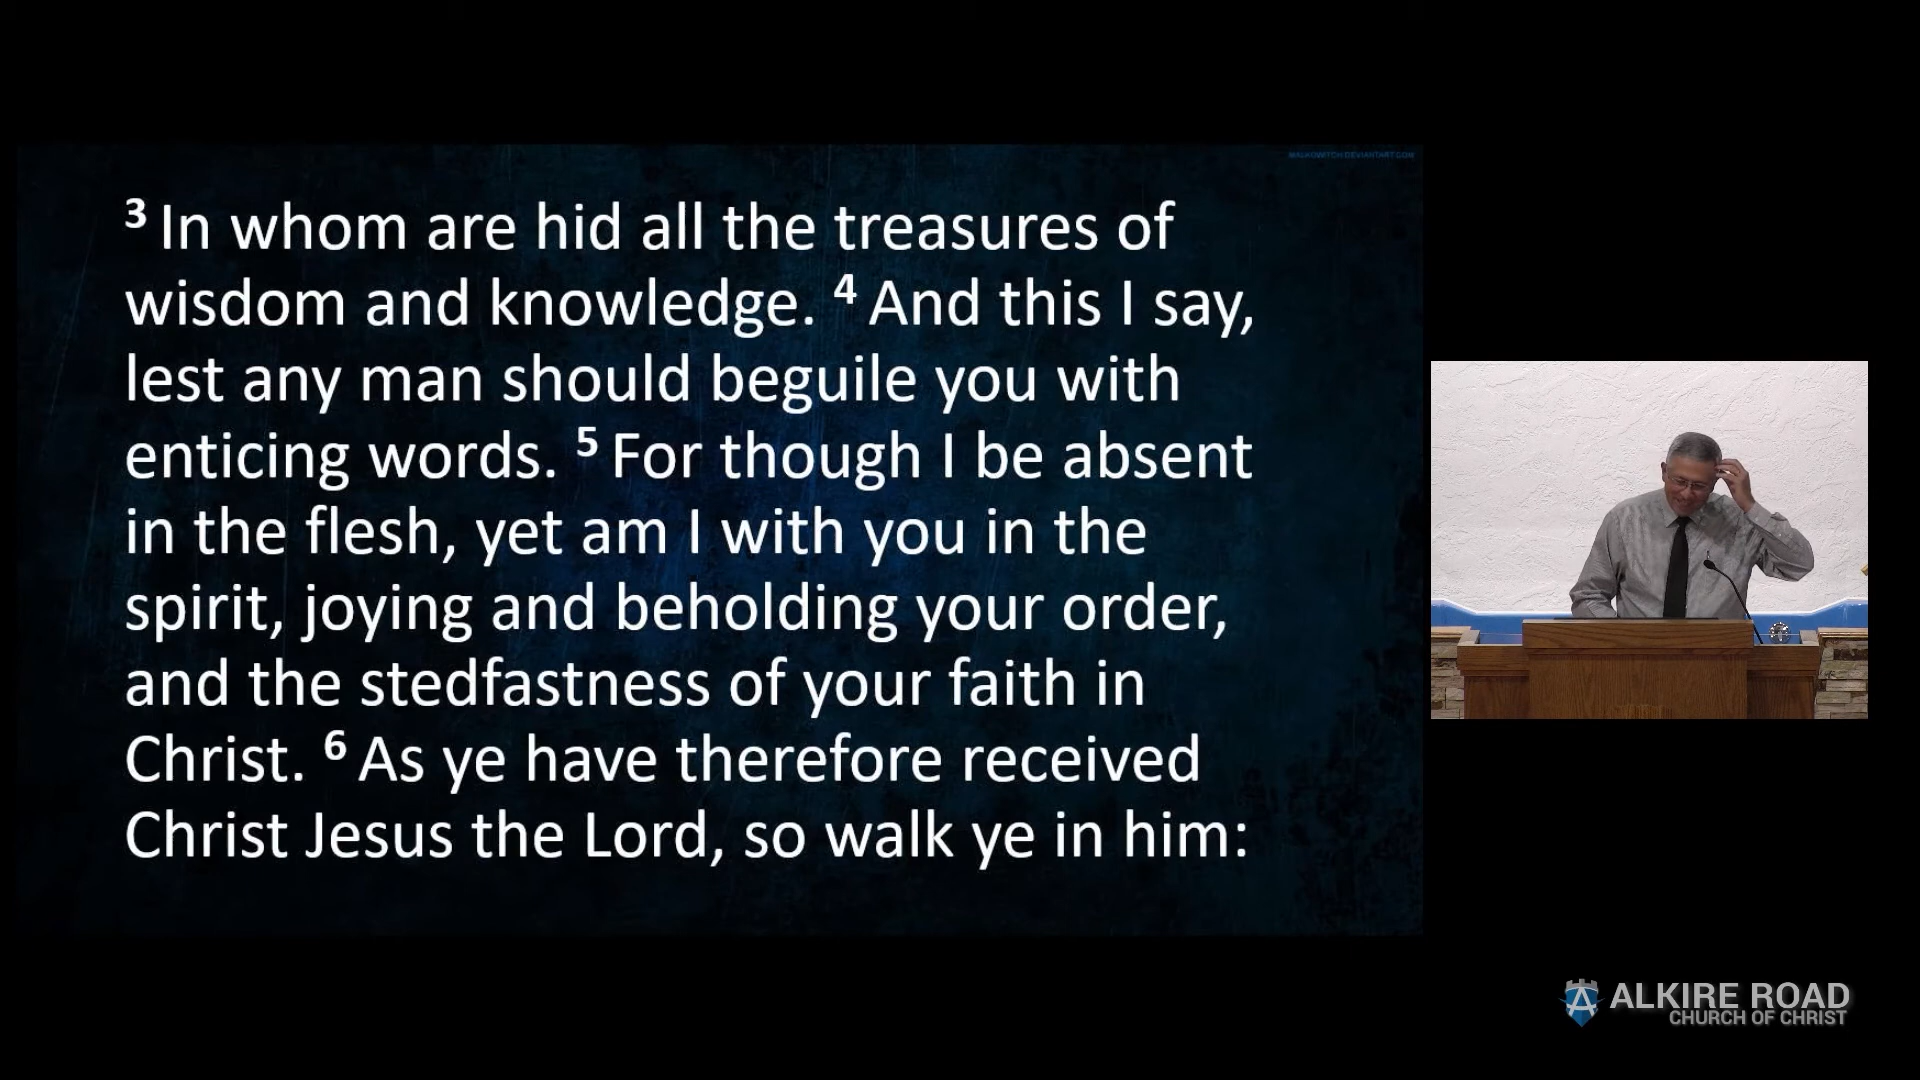 MALKOWITCH.DEVIANTART.COM
3 In whom are hid all the treasures of
wisdom and knowledge. 4 And this I say,
lest any man should beguile you with
enticing words. 5 For though I be absent
in the flesh, yet am I with you in the
spirit, joying and beholding your order,
and the stedfastness of your faith in
Christ. 6 As ye have therefore received
Christ Jesus the Lord, so walk ye in him:
ALKIRE ROAD
CHURCH OF CHRIST